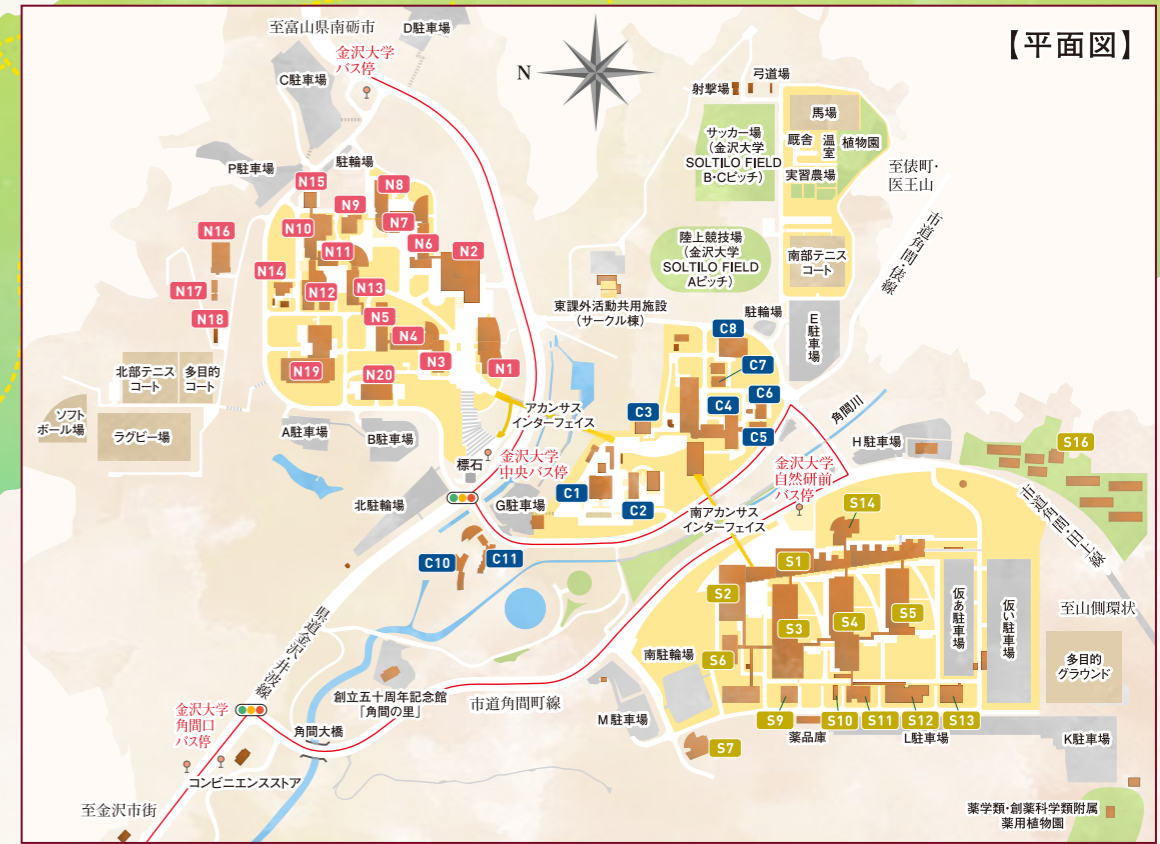 【平面図】
至富山県南砺市
D駐車場
金沢大学
バス停
C駐車場
N
射撃場
弓道場
馬場
厩舎
温室
植物園
実習農場
サッカー場
(金沢大学
SOLTILO FIELD
B・Cピッチ)
至俵町・
医王山
市道角間・俵線
P駐車場
駐輪場
N15
N8
N9
N7
N16
N10
N6
N2
N11
N14
N17
N12
N13
N18
N5
N4
N3
N1
N19
N20
陸上競技場
(金沢大学
SOLTILO FIELD
Aピッチ)
南部テニス
コート
東課外活動共用施設
(サークル棟)
駐輪場
E駐車場
C8
C7
C6
C4
C3
C5
北部テニス
コート
多目的
コート
ソフト
ボール場
ラグビー場
A駐車場
B駐車場
アカンサス
インターフェイス
角間川
H駐車場
S16
標石
金沢大学
中央バス停
金沢大学
自然研前
バス停
C1
C2
北駐輪場
G駐車場
南アカンサス
インターフェイス
S14
市道角間・田上線
C10
C11
S1
S2
S3
S4
S5
仮あ駐車場
仮い駐車場
至山側環状
県道金沢・井波線
南駐輪場
S6
多目的
グラウンド
創立五十周年記念館
「角間の里」
市道角間町線
金沢大学
角間口
バス停
角間大橋
M駐車場
S9
S10
S11
S12
S13
薬品庫
L駐車場
K駐車場
S7
コンビニエンスストア
至金沢市街
薬学類・創薬科学類附属
薬用植物園